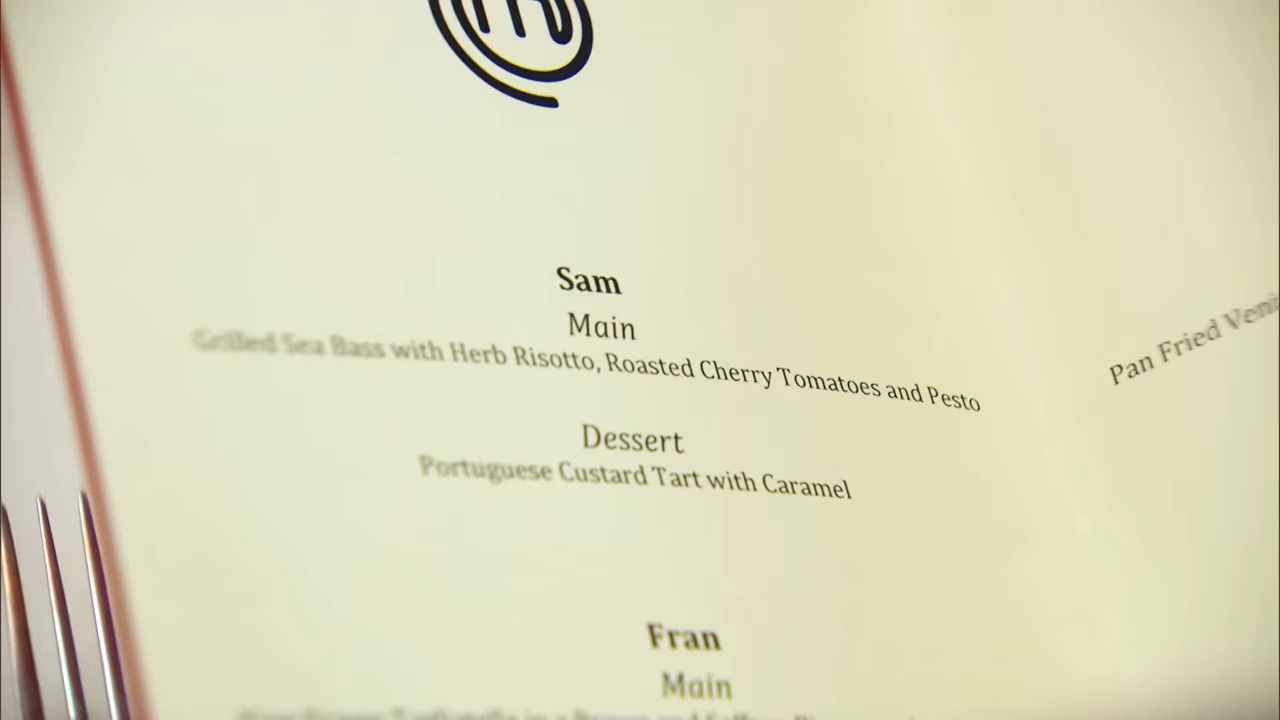 Sam
Main
Grilled Sea Bass with Herb Risotto, Roasted Cherry Tomatoes and Pesto
Dessert
Portuguese Custard Tart with Caramel
Fran
Main
Pan Fried